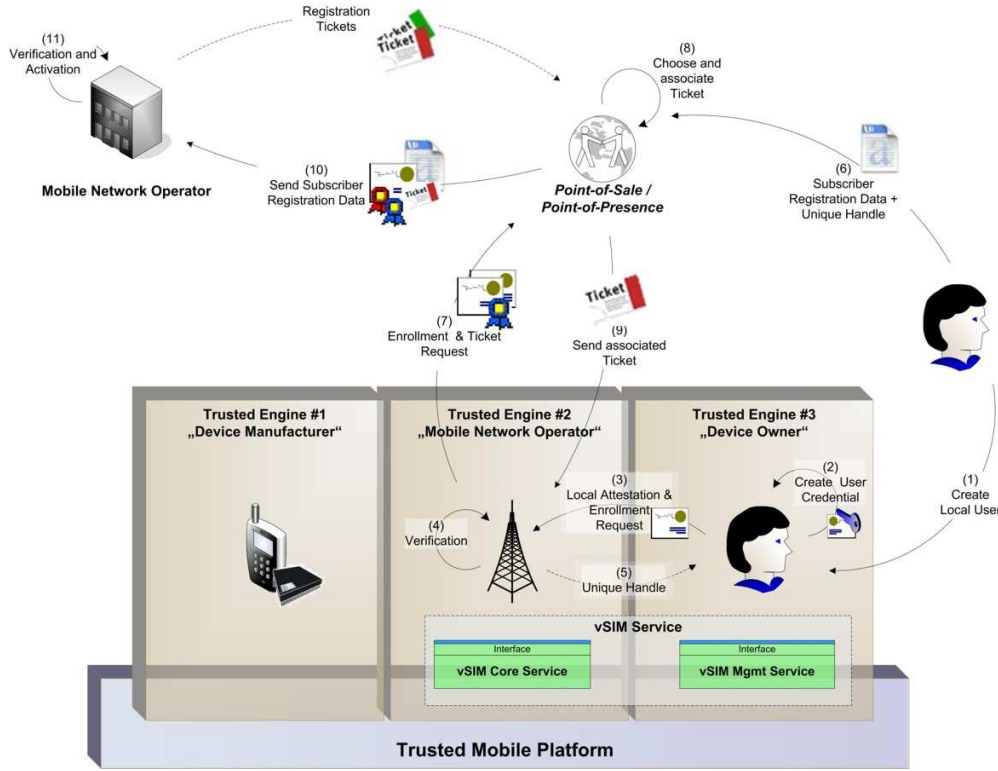 Registration
Tickets
Ticket
Ticket
(11)
Verification and
Activation
(8)
Choose and
associate
Ticket
Mobile Network Operator
(10)
Send Subscriber
Registration Data
Ticket
Point-of-Sale /
Point-of-Presence
(6)
Subscriber
Registration Data +
Unique Handle
(7)
Enrollment & Ticket
Request
Ticket
(9)
Send associated
Ticket
Trusted Engine #1
„Device Manufacturer“
Trusted Engine #2
„Mobile Network Operator“
Trusted Engine #3
„Device Owner“
(1)
Create
Local User
(2)
Create User
Credential
(3)
Local Attestation &
Enrollment
Request
(4)
Verification
(5)
Unique Handle
vSIM Service
Interface
vSIM Core Service
Interface
vSIM Mgmt Service
Trusted Mobile Platform